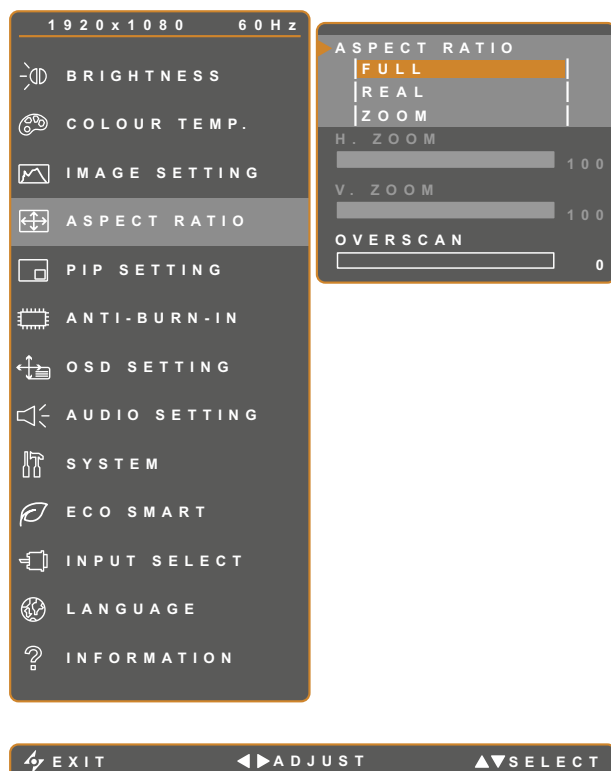 1920x1080 60Hz
BRIGHTNESS
COLOUR TEMP.
IMAGE SETTING
ASPECT RATIO
PIP SETTING
ANTI-BURN-IN
OSD SETTING
AUDIO SETTING
SYSTEM
ECO SMART
INPUT SELECT
LANGUAGE
INFORMATION
ASPECT RATIO
FULL
REAL
ZOOM
H. ZOOM
100
V. ZOOM
100
OVERSCAN
0
EXIT ADJUST SELECT